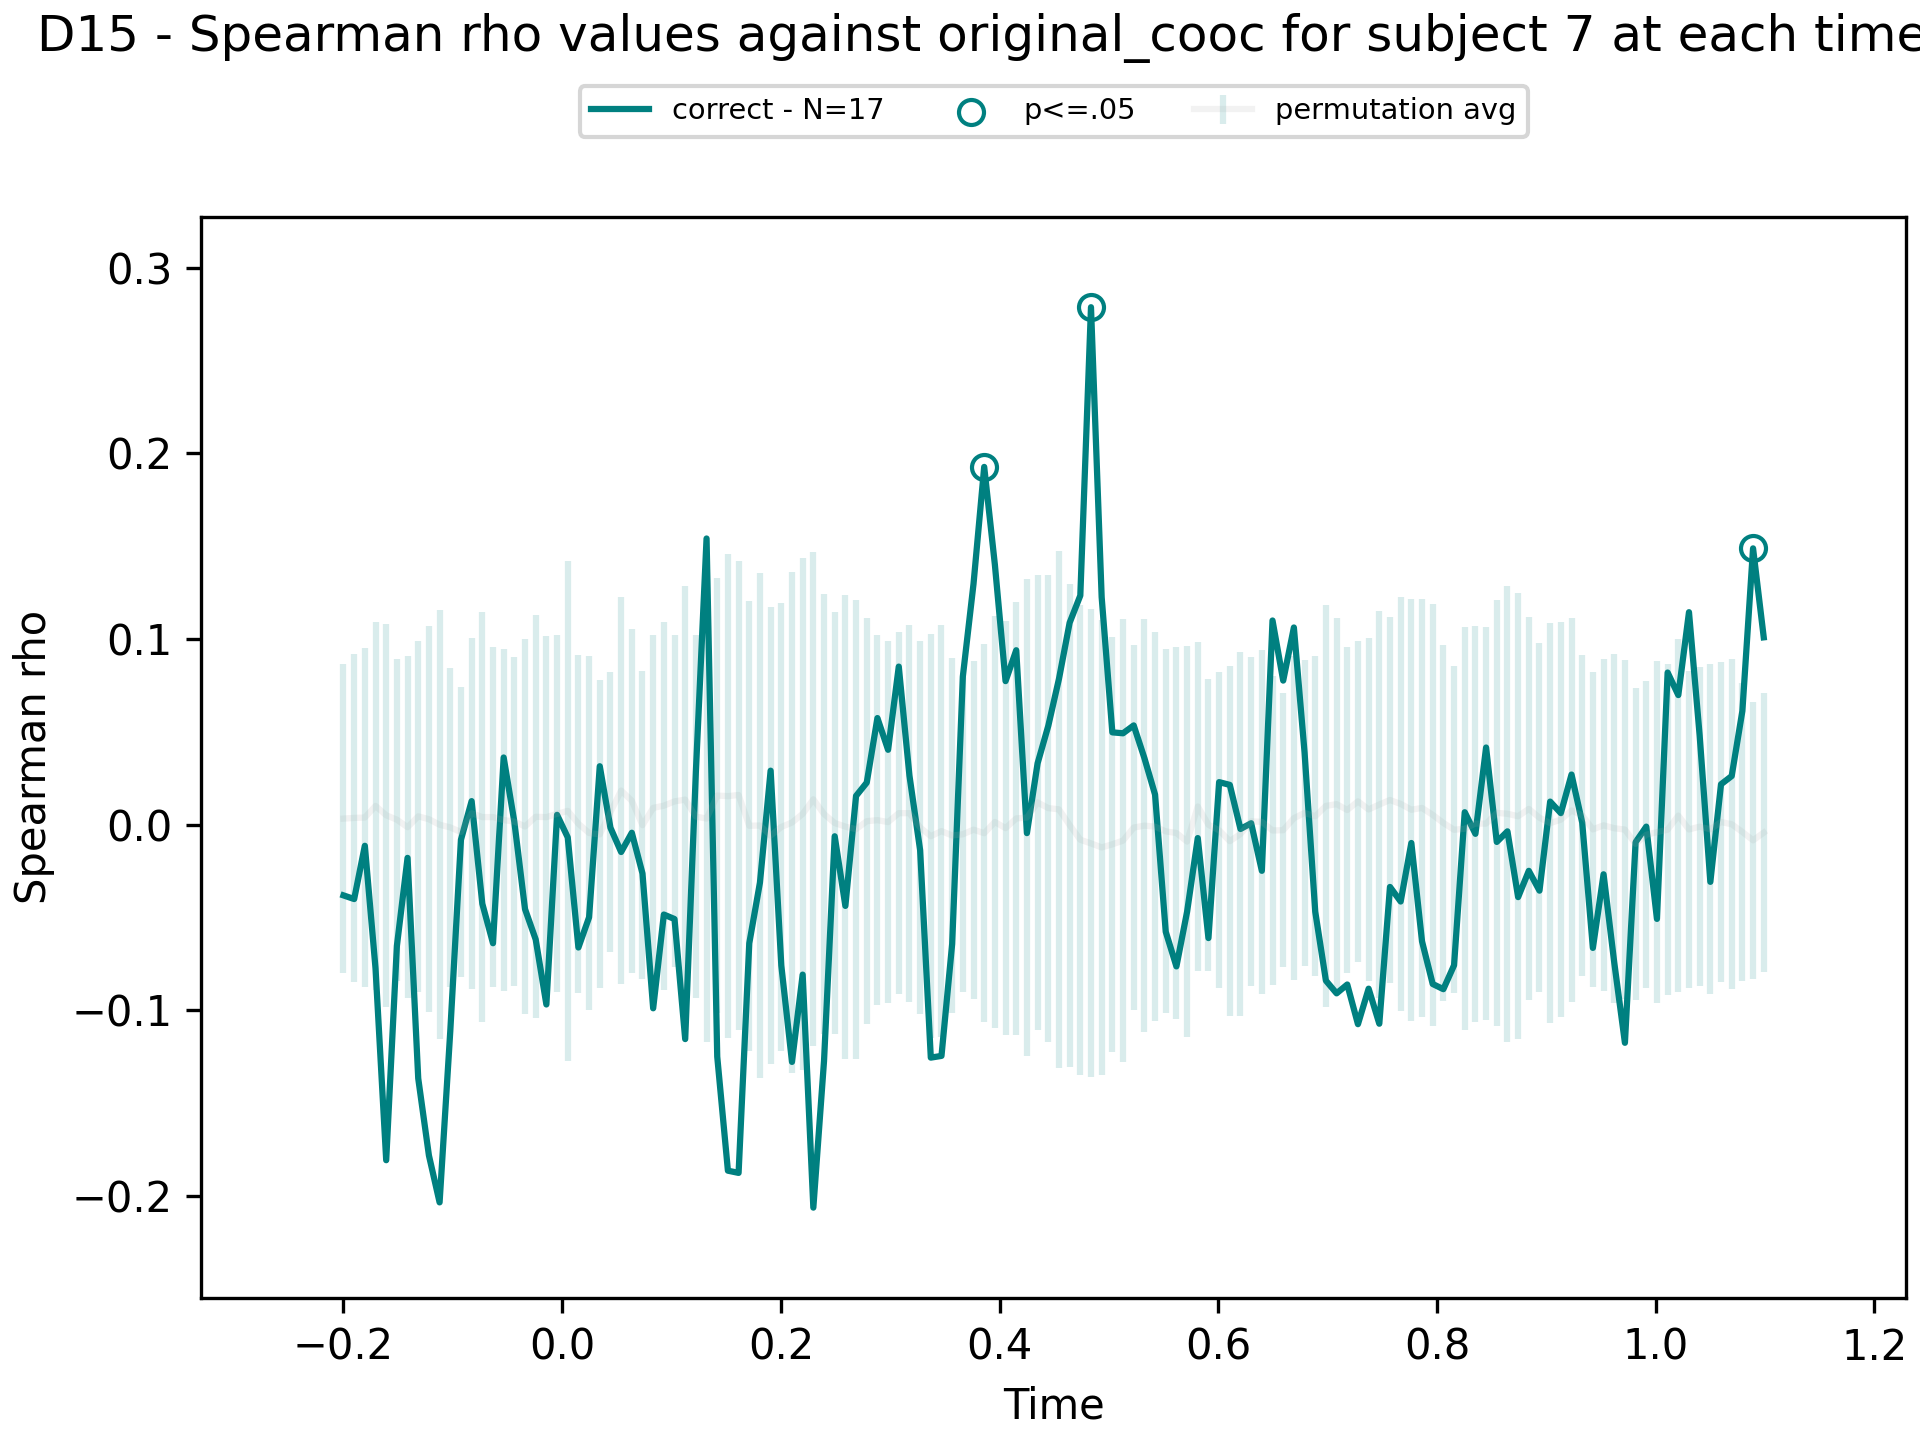 D15 - Spearman rho values against original_cooc for subject 7 at each time
correct - N=17 p<=.05 permutation avg
0.3
0.2
0.1
0.0
−0.1
−0.2
Spearman rho
−0.2 0.0 0.2 0.4 0.6 0.8 1.0 1.2
Time